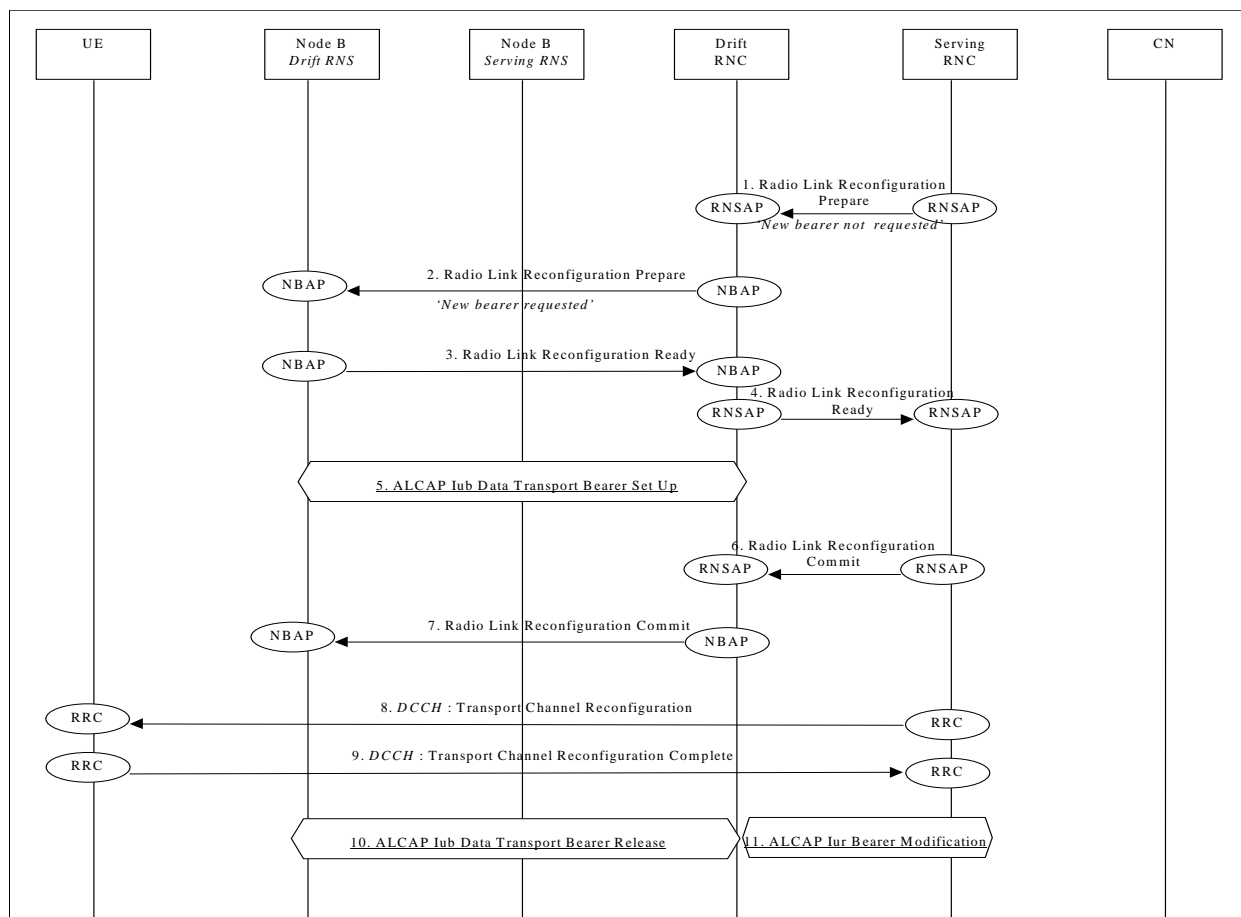 UE
Node B
Drift RNS
Node B
Serving RNS
Drift
RNC
Serving
RNC
CN
1. Radio Link Reconfiguration
Prepare
RNSAP
RNSAP
'New bearer not requested'
2. Radio Link Reconfiguration Prepare
NBAP
NBAP
‘New bearer requested’
3. Radio Link Reconfiguration Ready
NBAP
NBAP
4. Radio Link Reconfiguration
Ready
RNSAP
RNSAP
5. ALCAP Iub Data Transport Bearer Set Up
6. Radio Link Reconfiguration
Commit
RNSAP
RNSAP
7. Radio Link Reconfiguration Commit
NBAP
NBAP
8. DCCH : Transport Channel Reconfiguration
RRC
RRC
9. DCCH : Transport Channel Reconfiguration Complete
RRC
RRC
10. ALCAP Iub Data Transport Bearer Release
11. ALCAP Iur Bearer Modification